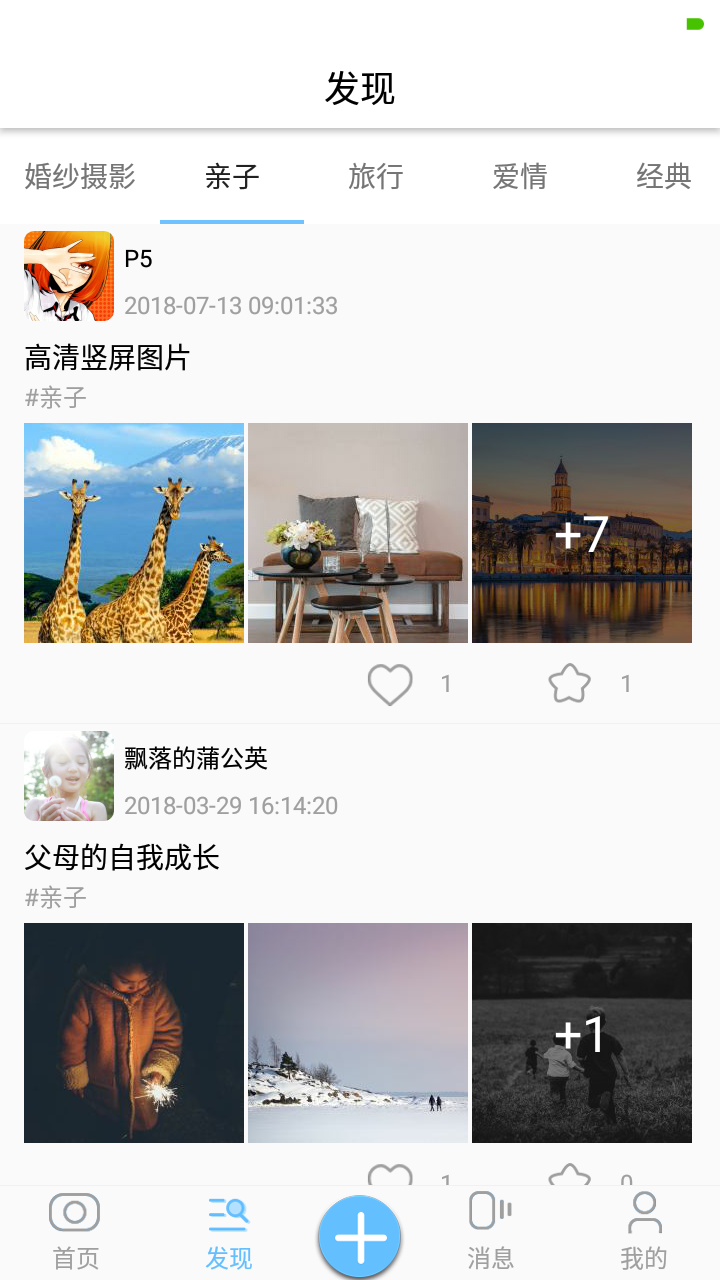 发现
婚纱摄影 亲子 旅行 爱情 经典
P5
2018-07-13 09:01:33
高清竖屏图片
#亲子
+7
1 1
飘落的蒲公英
2018-03-29 16:14:20
父母的自我成长
#亲子
+1
1 0
首页 发现 消息 我的